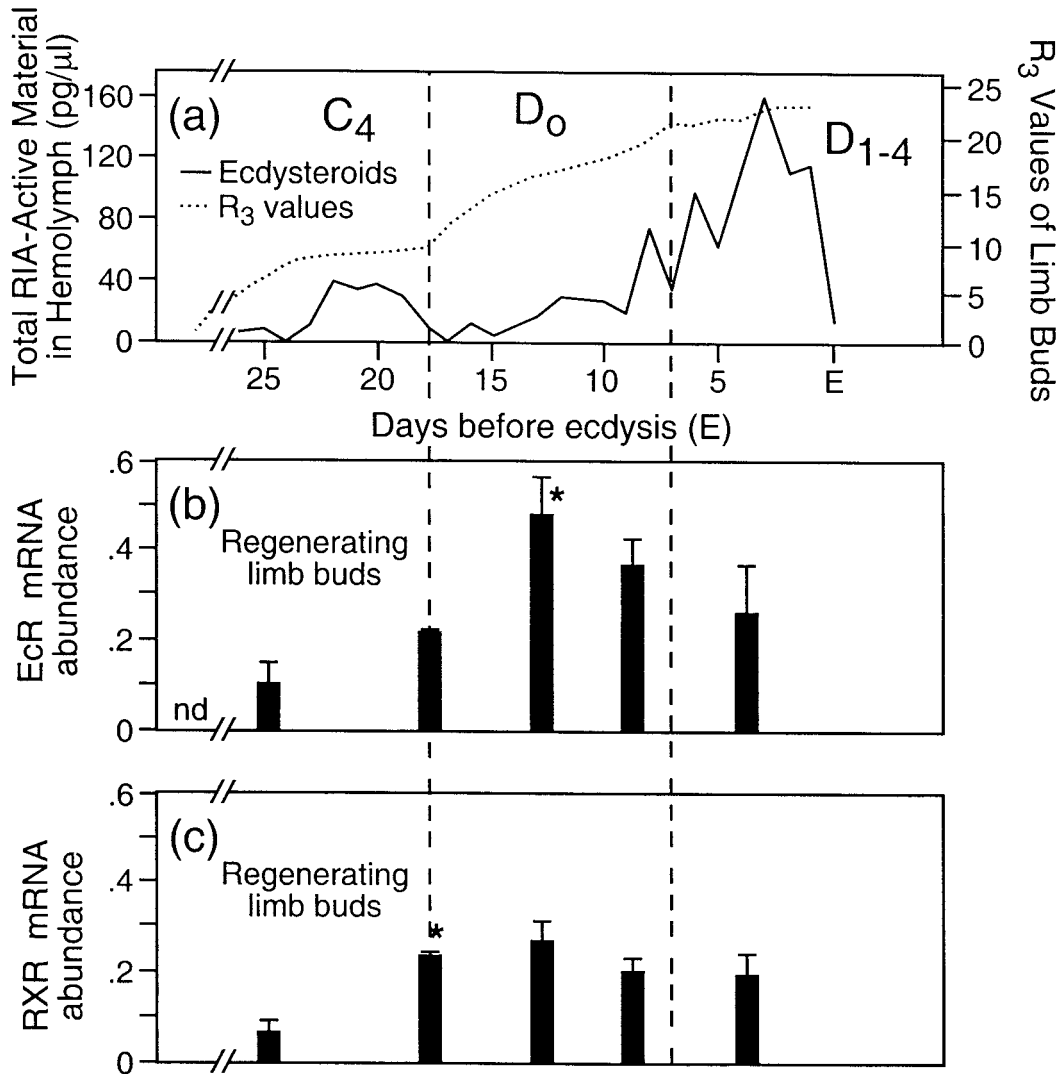 Total RIA-Active Material
in Hemolymph (pg/µl)
160
120
80
40
0
(a)
C4
D0
D1-4
Ecdysteroids
R3 values
25
20
15
10
5
0
R3 Values of Limb Buds
25
20
15
10
5
E
Days before ecdysis (E)
EcR mRNA
abundance
.6
.4
.2
0
(b)
Regenerating
limb buds
nd
*
RXR mRNA
abundance
.6
.4
.2
0
(c)
Regenerating
limb buds
*